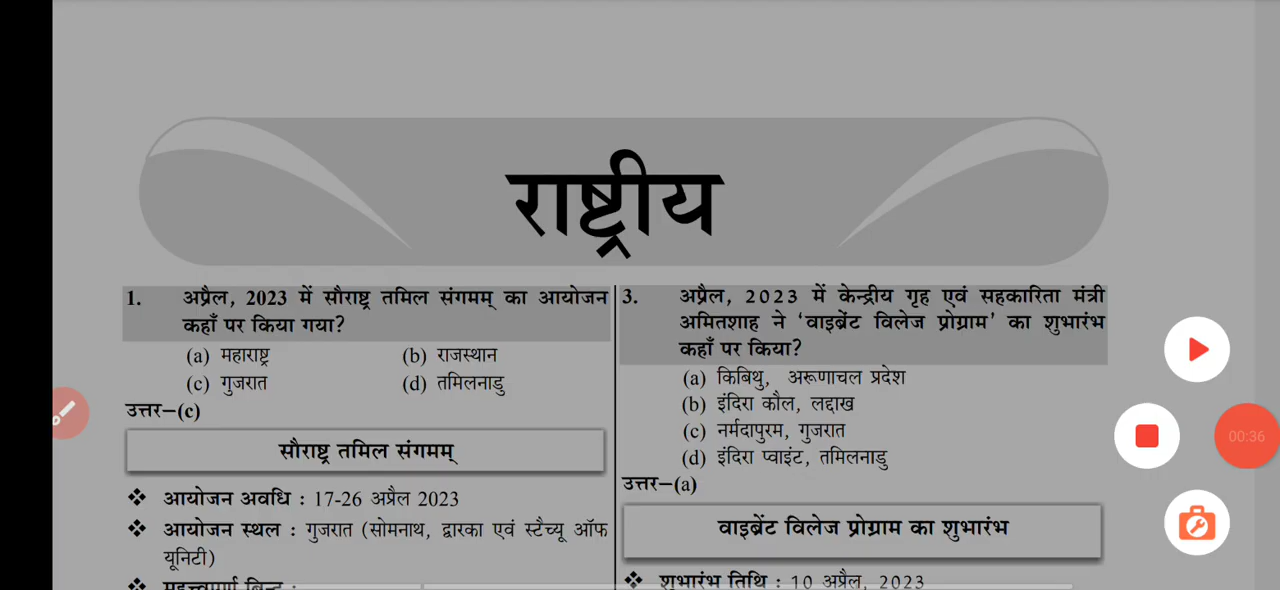 राष्ट्रीय
1. अप्रैल, 2023 में सौराष्ट्र तमिल संगमम् का आयोजन
कहाँ पर किया गया?
(a) महाराष्ट्र (b) राजस्थान
(c) गुजरात (d) तमिलनाडु
उत्तर–(c)
सौराष्ट्र तमिल संगमम्
❖ आयोजन अवधि : 17-26 अप्रैल 2023
❖ आयोजन स्थल : गुजरात (सोमनाथ, द्वारका एवं स्टैच्यू ऑफ
यूनिटी)
❖ महत्त्वपूर्ण बिन्दु :
3. अप्रैल, 2023 में केन्द्रीय गृह एवं सहकारिता मंत्री
अमितशाह ने ‘वाइब्रेंट विलेज प्रोग्राम’ का शुभारंभ
कहाँ पर किया?
(a) किबिथु, अरूणाचल प्रदेश
(b) इंदिरा कौल, लद्दाख
(c) नर्मदापुरम, गुजरात
(d) इंदिरा प्वाइंट, तमिलनाडु
उत्तर–(a)
वाइब्रेंट विलेज प्रोग्राम का शुभारंभ
❖ शुभारंभ तिथि : 10 अप्रैल, 2023
00:36